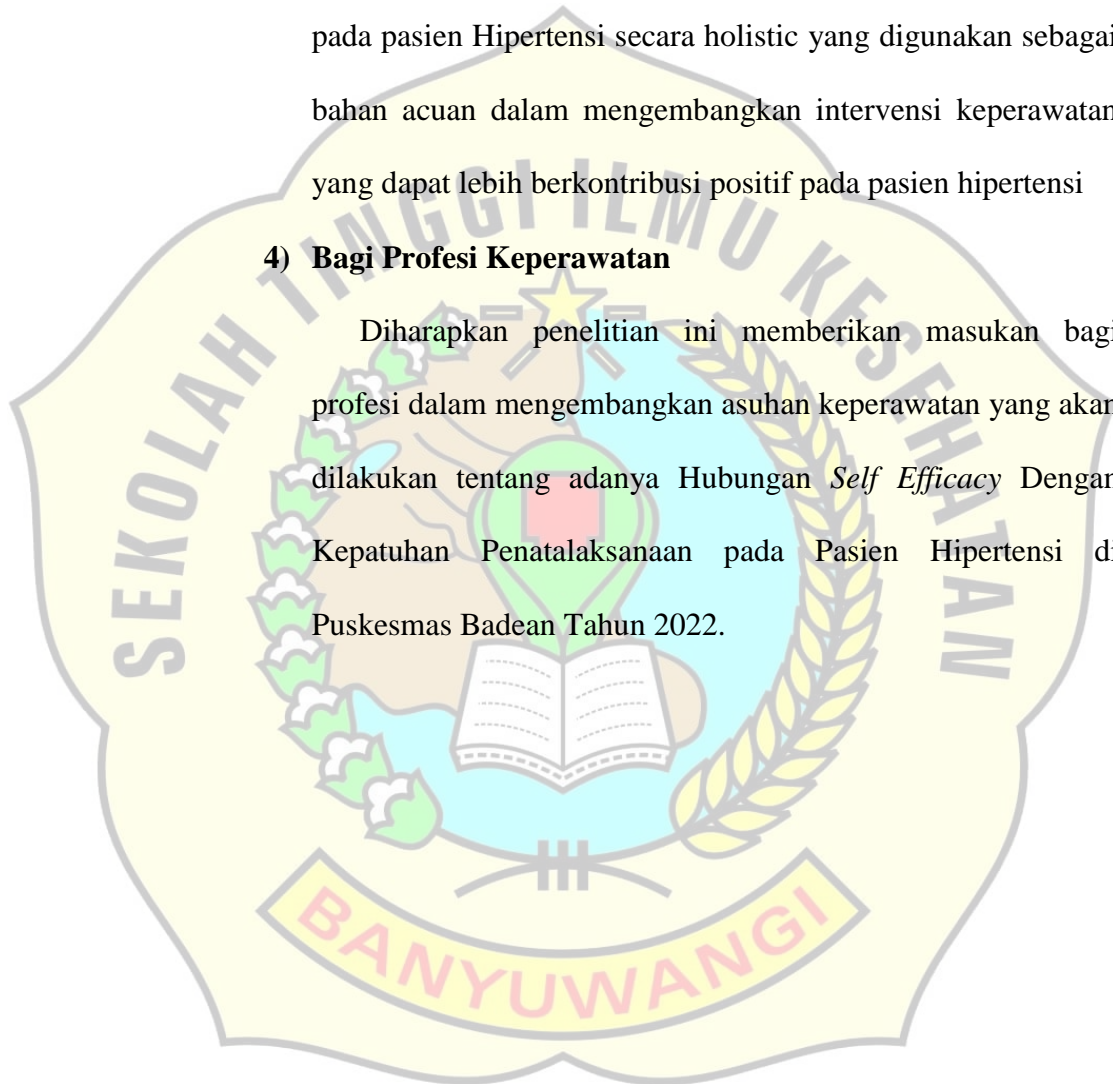 pada pasien Hipertensi secara holistic yang digunakan sebagai
bahan acuan dalam mengembangkan intervensi keperawatan
yang dapat lebih berkontribusi positif pada pasien hipertensi
4) Bagi Profesi Keperawatan
Diharapkan penelitian ini memberikan masukan bagi
profesi dalam mengembangkan asuhan keperawatan yang akan
dilakukan tentang adanya Hubungan Self Efficacy Dengan
Kepatuhan Penatalaksanaan pada Pasien Hipertensi di
Puskesmas Badean Tahun 2022.
SEKOLAH TINGGI ILMU KESEHATAN
BANYUWANGI